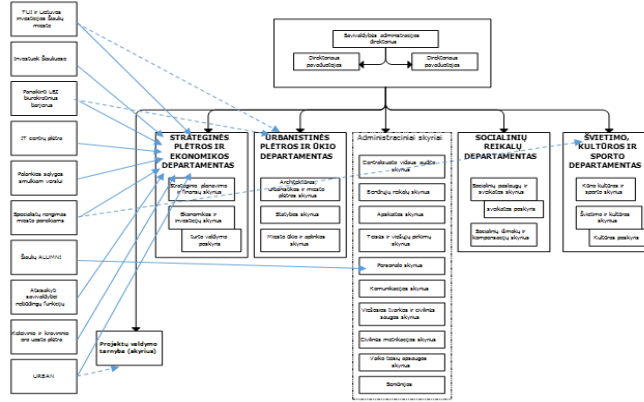 TUI ir Lietuvos
investicijos Šiaulių
mieste
Investuok Šiauliuose
Panaikinti LEI
biurokratinius
barjerus
IT centrų plėtra
Palankios sąlygos
smulkiam verslui
Specialistų rengimas
miesto poreikiams
Šiaulių ALUMNI
Atsisakyti
savivaldybei
nebūdingų funkcijų
Krovos ir krovininio
oro uosto plėtra
URBAN
Savivaldybės administracijos
direktorius
Direktoriaus
pavaduotojas
Direktoriaus
pavaduotojas
STRATEGINĖS
PLĖTROS IR
EKONOMIKOS
DEPARTAMENTAS
Strateginio planavimo
ir finansų skyrius
Ekonomikos ir
investicijų skyrius
Turto valdymo
poskyris
URBANISTINĖS
PLĖTROS IR ŪKIO
DEPARTAMENTAS
Architektūros,
urbanistikos ir miesto
plėtros skyrius
Statybos skyrius
Miesto ūkio ir aplinkos
skyrius
Administraciniai skyriai
Centralizuoto vidaus audito
skyrius
Bendrųjų reikalų skyrius
Apskaitos skyrius
Teisės ir viešųjų pirkimų
skyrius
Personalo skyrius
Komunikacijos skyrius
Viešosios tvarkos ir civilinės
saugos skyrius
Civilinės metrikacijos skyrius
Vaiko teisių apsaugos
skyrius
Seniūnijos
SOCIALINIŲ
REIKALŲ
DEPARTAMENTAS
Socialinių paslaugų ir
sveikatos skyrius
Sveikatos poskyris
Socialinių išmokų ir
kompensacijų skyrius
ŠVIETIMO,
KULTŪROS IR
SPORTO
DEPARTAMENTAS
Kūno kultūros ir
sporto skyrius
Švietimo ir kultūros
skyrius
Kultūros poskyris
Projektų valdymo
tarnyba (skyrius)